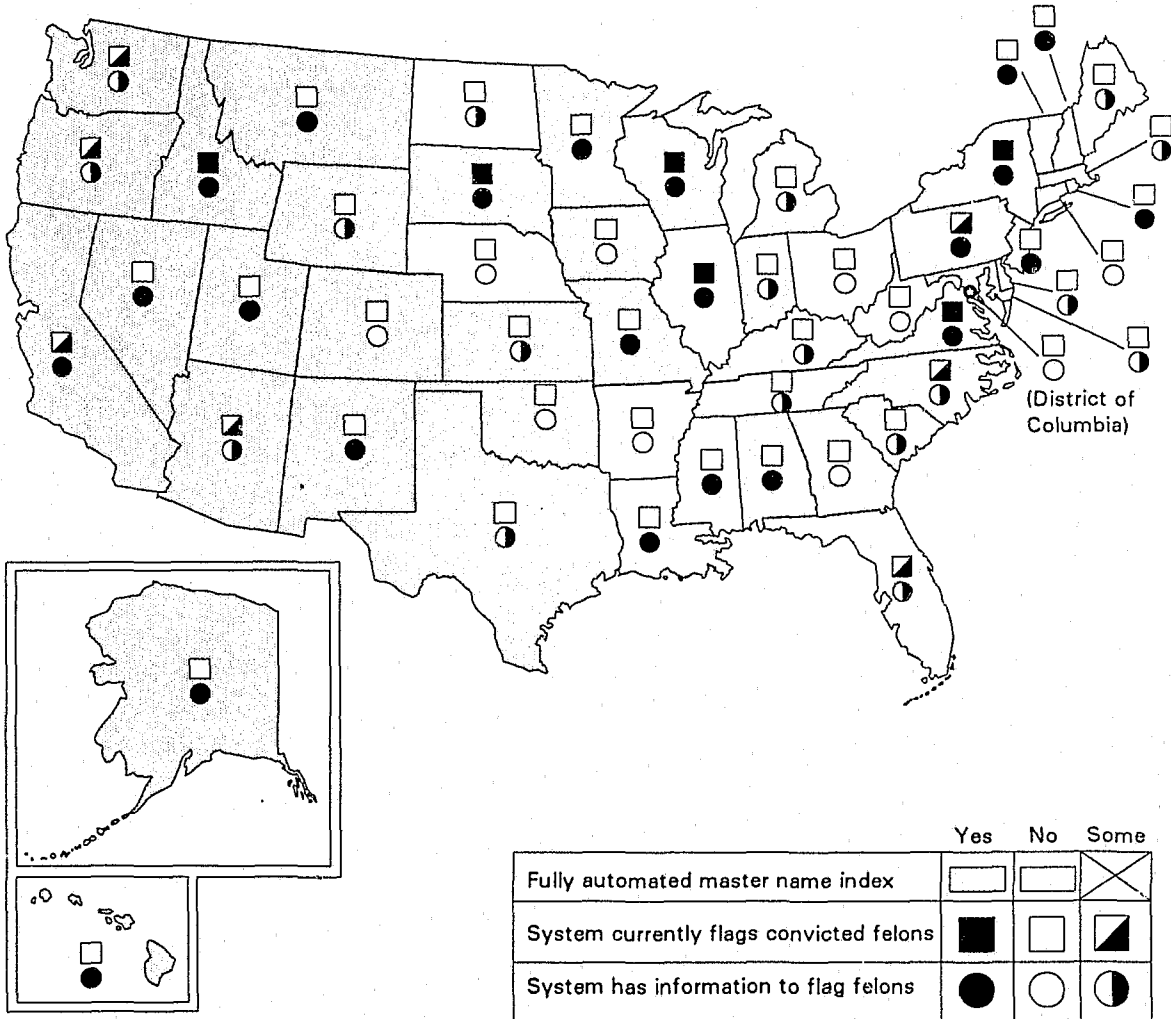 (District of
Columbia)
Yes No Some
Fully automated master name index
System currently flags convicted felons
System has information to flag felons